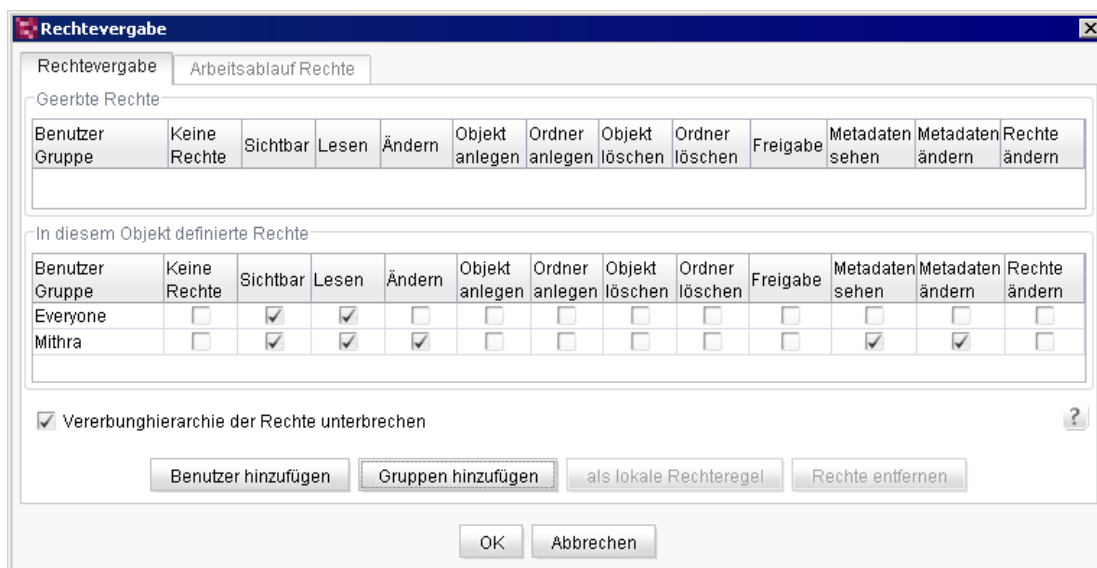 Rechtevergabe
Rechtevergabe Arbeitsablauf Rechte
Geerbte Rechte
Benutzer Gruppe Keine Rechte Sichtbar Lesen Ändern Objekt anlegen Ordner anlegen Objekt löschen Ordner löschen Freigabe Metadaten sehen Metadaten ändern Rechte ändern
In diesem Objekt definierte Rechte
Benutzer Gruppe Keine Rechte Sichtbar Lesen Ändern Objekt anlegen Ordner anlegen Objekt löschen Ordner löschen Freigabe Metadaten sehen Metadaten ändern Rechte ändern
Everyone
Mithra
Vererbunghierarchie der Rechte unterbrechen ?
Benutzer hinzufügen Gruppen hinzufügen als lokale Rechteregel Rechte entfernen
OK Abbrechen